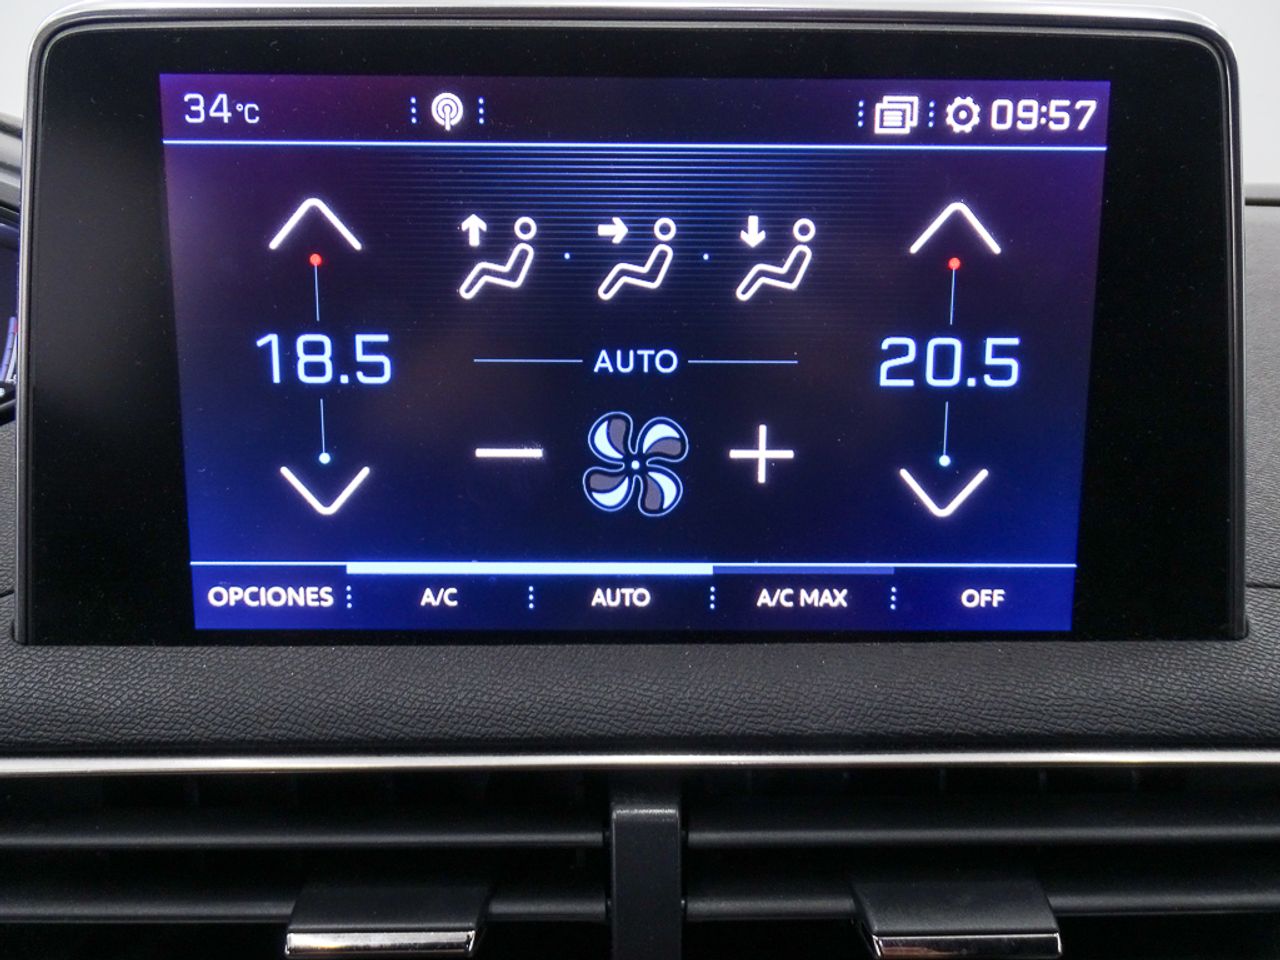 34°C 09:57
18.5 AUTO 20.5
OPCIONES A/C AUTO A/C MAX OFF